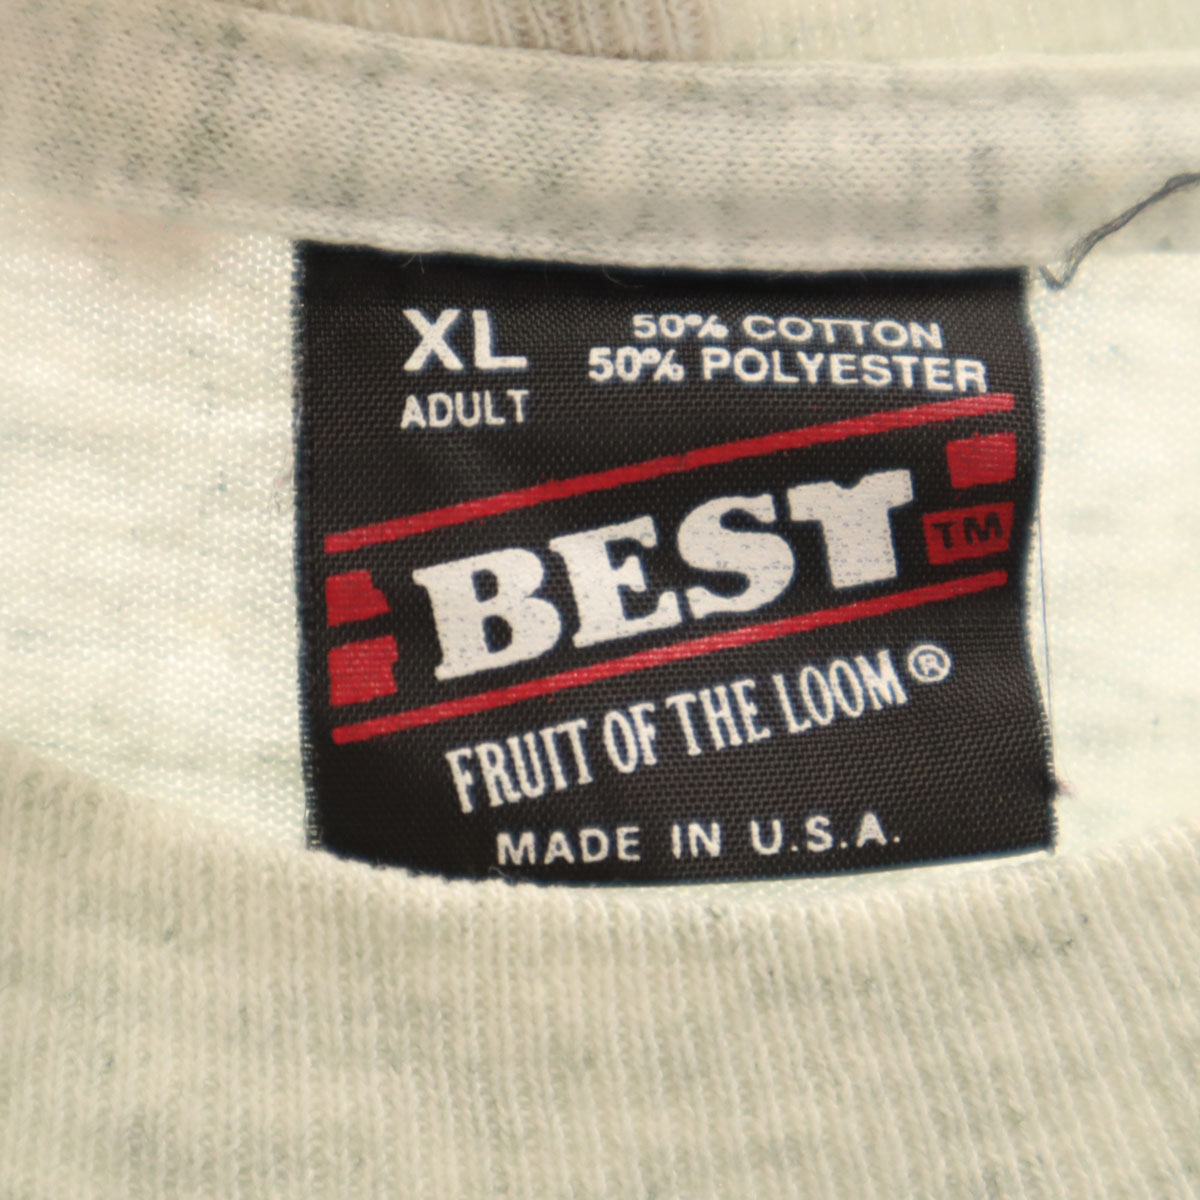 XL
ADULT
50% COTTON
50% POLYESTER
BEST TM
FRUIT OF THE LOOM®
MADE IN U.S.A.